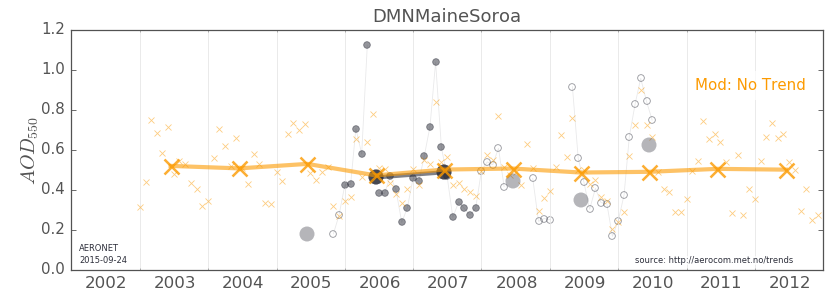 DMNMaineSoroa
1.2
1.0
0.8
0.6
0.4
0.2
0.0
AOD550
Mod: No Trend
AERONET
2015-09-24
source: http://aerocom.met.no/trends
2002 2003 2004 2005 2006 2007 2008 2009 2010 2011 2012